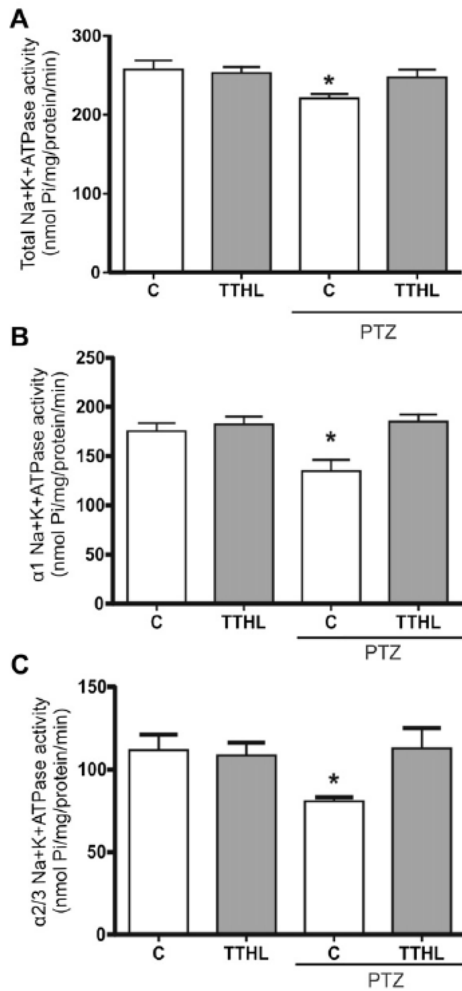 A
Total Na+K+ATPase activity
(nmol Pi/mg/protein/min)
300
200
100
0
*
C TTHL C TTHL
PTZ
B
α1 Na+K+ATPase activity
(nmol Pi/mg/protein/min)
250
200
150
100
50
0
*
C TTHL C TTHL
PTZ
C
α2/3 Na+K+ATPase activity
(nmol Pi/mg/protein/min)
150
100
50
0
*
C TTHL C TTHL
PTZ